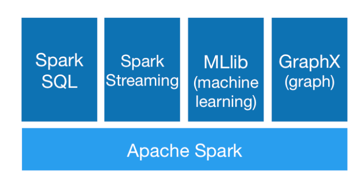 Spark
SQL
Spark
Streaming
MLlib
(machine
learning)
GraphX
(graph)
Apache Spark